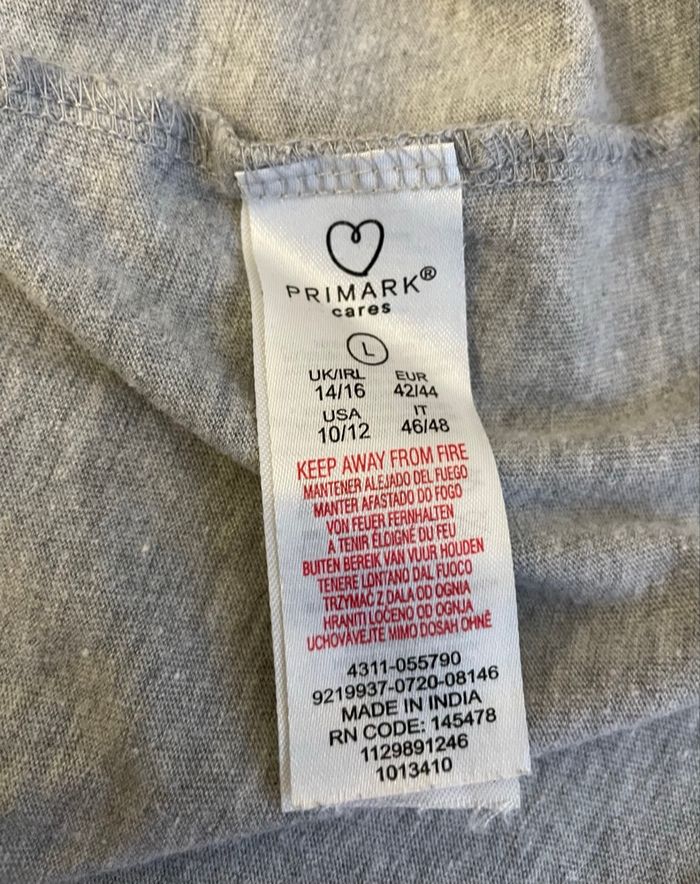 PRIMARK®
cares
L
UK/IRL EUR
14/16 42/44
USA IT
10/12 46/48
KEEP AWAY FROM FIRE
MANTENER ALEJADO DEL FUEGO
MANTER AFASTADO DO FOGO
VON FEUER FERNHALTEN
À TENIR ÉLOIGNÉ DU FEU
BUITEN BEREIK VAN VUUR HOUDEN
TENERE LONTANO DAL FUOCO
TRZYMAĆ Z DALA OD OGNIA
HRANITI LOČENO OD OGNJA
UCHOVÁVEJTE MIMO DOSAH OHNĚ
4311-055790
9219937-0720-08146
MADE IN INDIA
RN CODE: 145478
1129891246
1013410